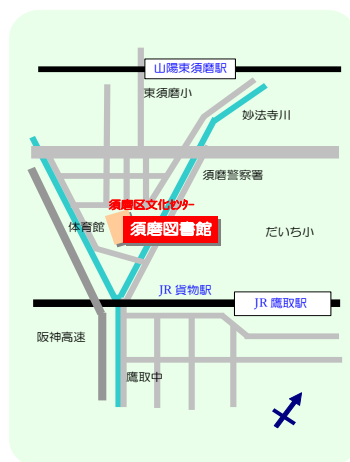 山陽東須磨駅
東須磨小
妙法寺川
須磨警察署
須磨区文化ｾﾝﾀｰ
体育館
須磨図書館
だいち小
JR 貨物駅
JR 鷹取駅
阪神高速
鷹取中